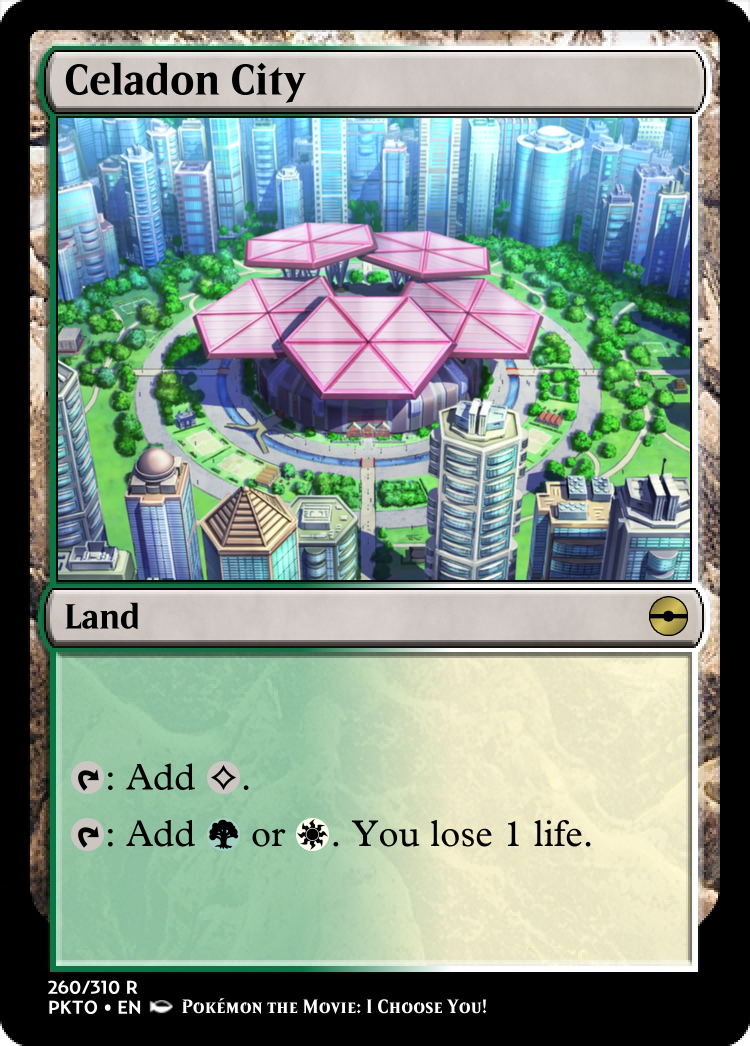 Celadon City
Land
: Add .
: Add or . You lose 1 life.
260/310 R
PKTO • EN Pokémon the Movie: I Choose You!